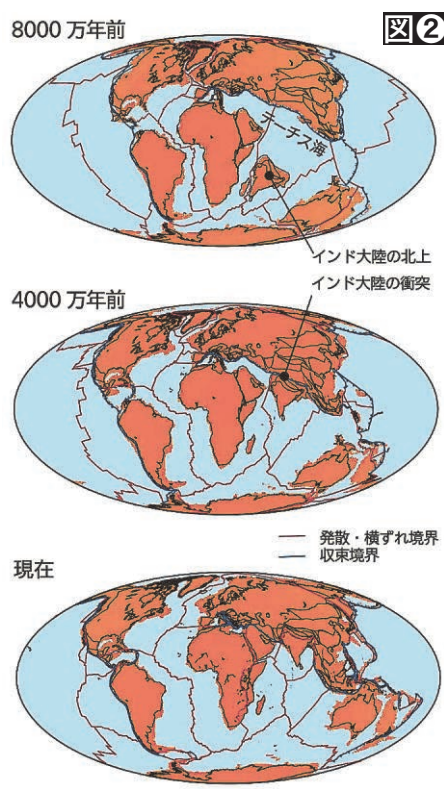 図❷
8000 万年前
テーチス海
インド大陸の北上
インド大陸の衝突
4000 万年前
発散・横ずれ境界
収束境界
現在